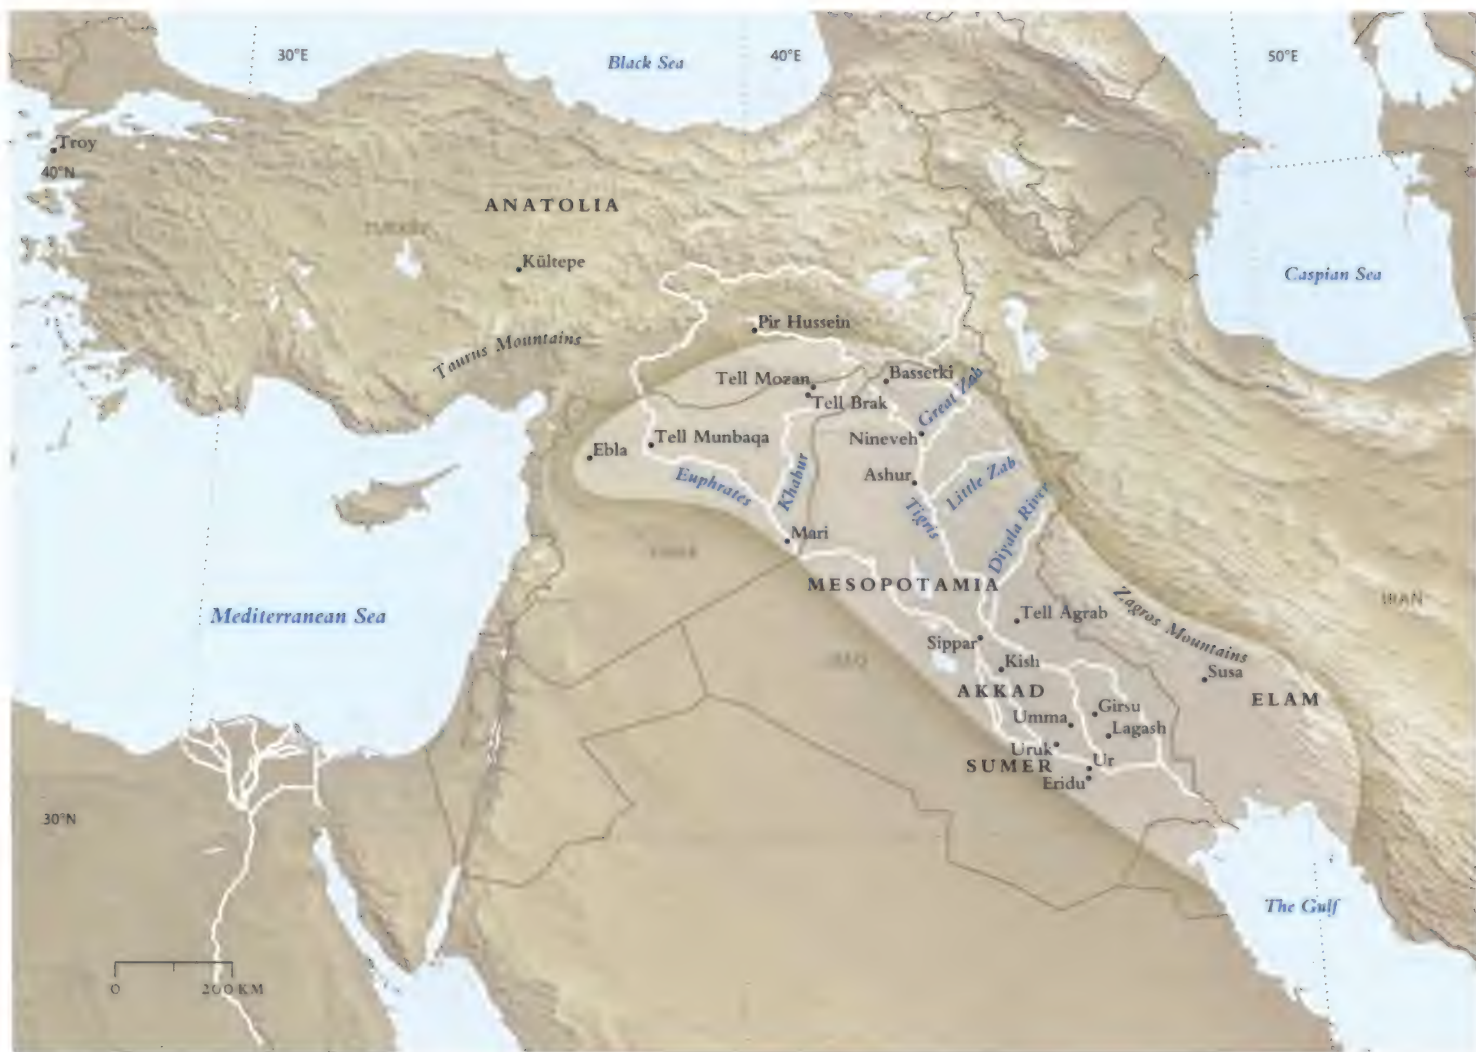 30°E
Black Sea
40°E
50°E
Troy
40°N
ANATOLIA
TURKEY
Kültepe
Caspian Sea
Pir Hussein
Taurus Mountains
Tell Mozan
Bassetki
Tell Brak
Great Zab
Nineveh
Tell Munbaqa
Ebla
Ashur
Little Zab
Euphrates
Khabur
Tigris
Diyala River
Mari
MESOPOTAMIA
Zagros Mountains
IRAN
Mediterranean Sea
Tell Agrab
Sippar
Kish
Susa
IRAQ
AKKAD
ELAM
Girsu
Umma
Lagash
Uruk
Ur
SUMER
Eridu
30°N
The Gulf
0
200 KM